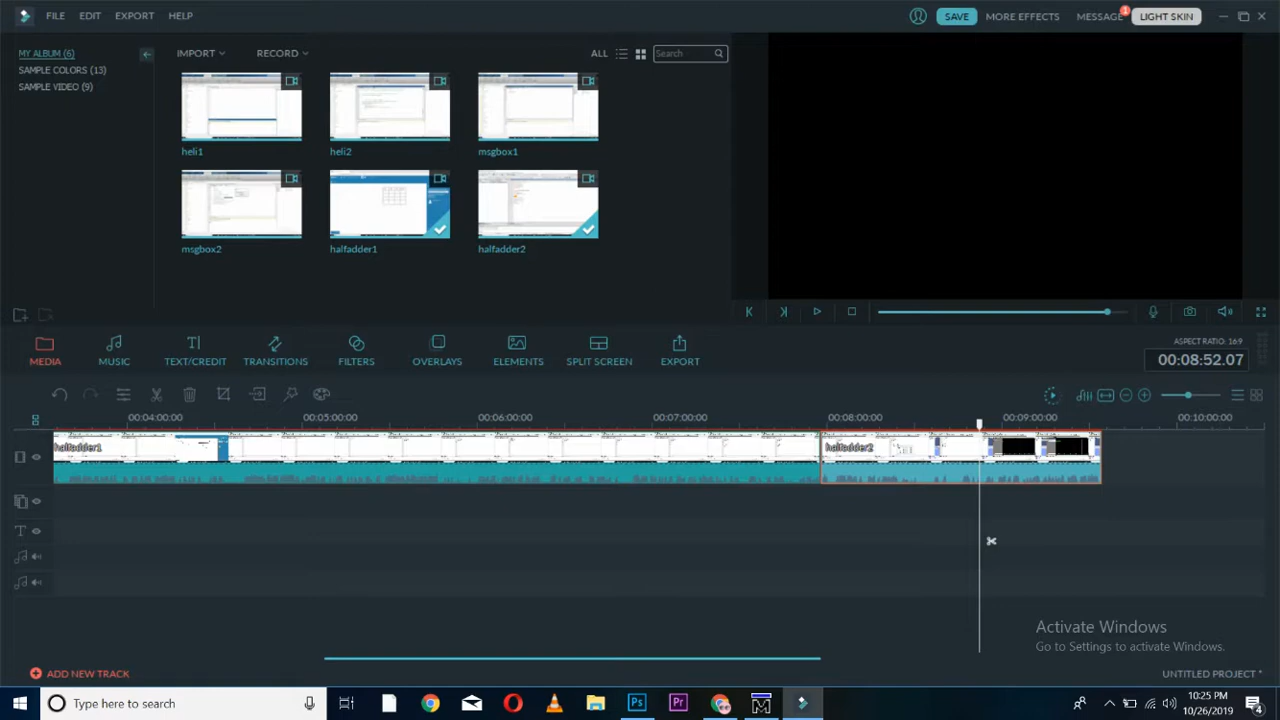 FILE EDIT EXPORT HELP
SAVE MORE EFFECTS MESSAGE 1 LIGHT SKIN
MY ALBUM (6)
SAMPLE COLORS (13)
SAMPLE VIDEO (9)
IMPORT RECORD ALL Search
heli1 heli2 msgbox1
msgbox2 halfadder1 halfadder2
MEDIA MUSIC TEXT/CREDIT TRANSITIONS FILTERS OVERLAYS ELEMENTS SPLIT SCREEN EXPORT
ASPECT RATIO: 16:9
00:08:52.07
00:04:00:00 00:05:00:00 00:06:00:00 00:07:00:00 00:08:00:00 00:09:00:00 00:10:00:00
halfadder1 halfadder2
Activate Windows
Go to Settings to activate Windows.
ADD NEW TRACK
UNTITLED PROJECT *
Type here to search
Ps Pr
10:25 PM
10/26/2019
4